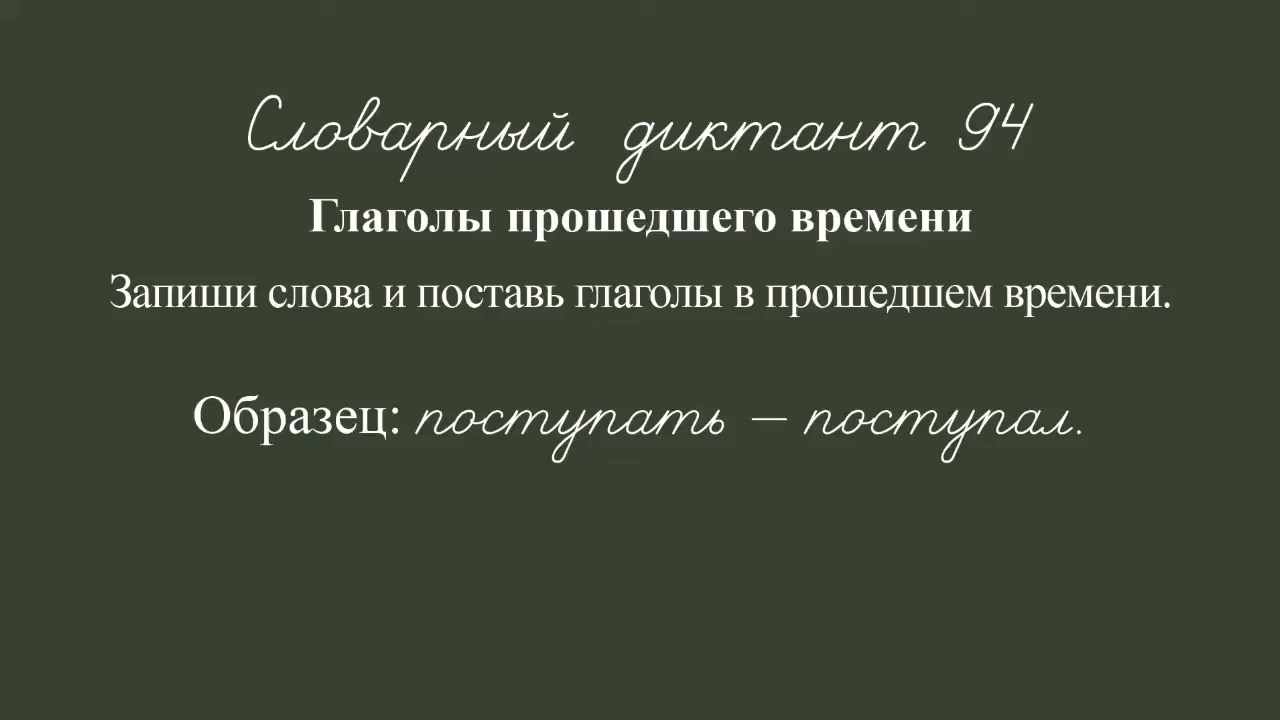 Словарный диктант 94
Глаголы прошедшего времени
Запиши слова и поставь глаголы в прошедшем времени.
Образец: поступать – поступал.